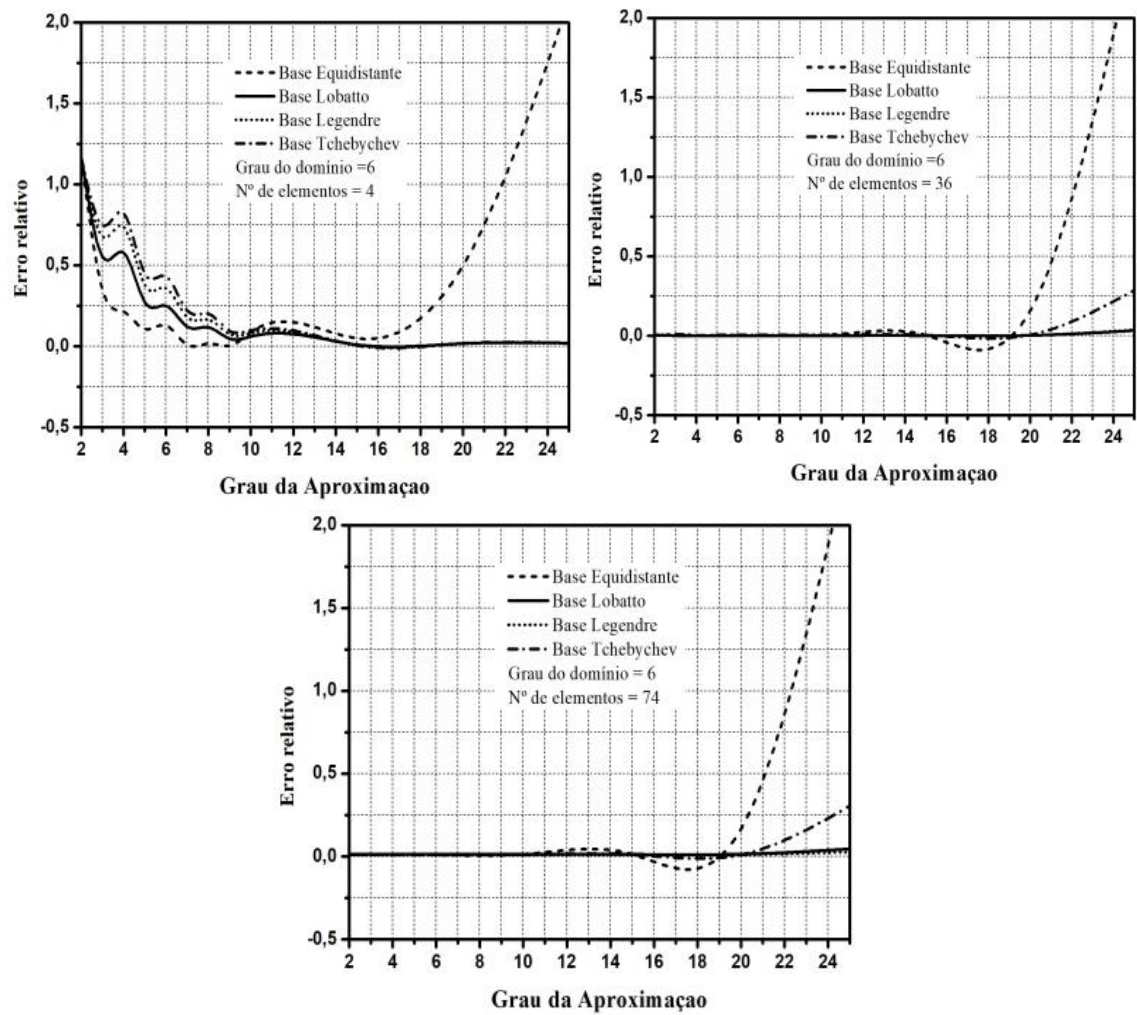 2,0
1,5
1,0
0,5
0,0
-0,5
Erro relativo
Base Equidistante
Base Lobatto
Base Legendre
Base Tchebychev
Grau do domínio =6
Nº de elementos = 4
2 4 6 8 10 12 14 16 18 20 22 24
Grau da Aproximaçao
2,0
1,5
1,0
0,5
0,0
-0,5
Erro relativo
Base Equidistante
Base Lobatto
Base Legendre
Base Tchebychev
Grau do domínio =6
Nº de elementos = 36
2 4 6 8 10 12 14 16 18 20 22 24
Grau da Aproximaçao
2,0
1,5
1,0
0,5
0,0
-0,5
Erro relativo
Base Equidistante
Base Lobatto
Base Legendre
Base Tchebychev
Grau do domínio = 6
Nº de elementos = 74
2 4 6 8 10 12 14 16 18 20 22 24
Grau da Aproximaçao